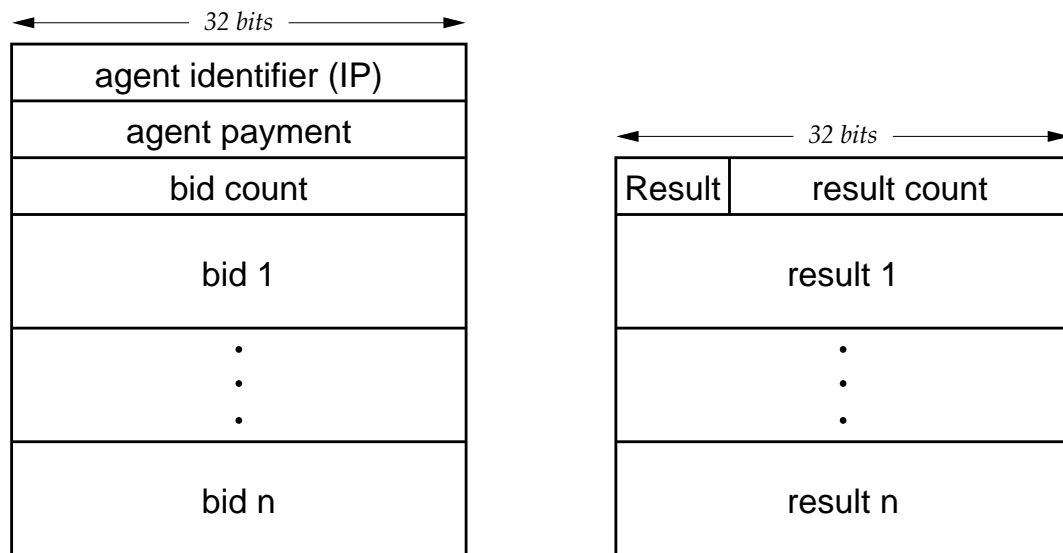 32 bits
agent identifier (IP)
agent payment
bid count
bid 1
bid n
32 bits
Result
result count
result 1
result n